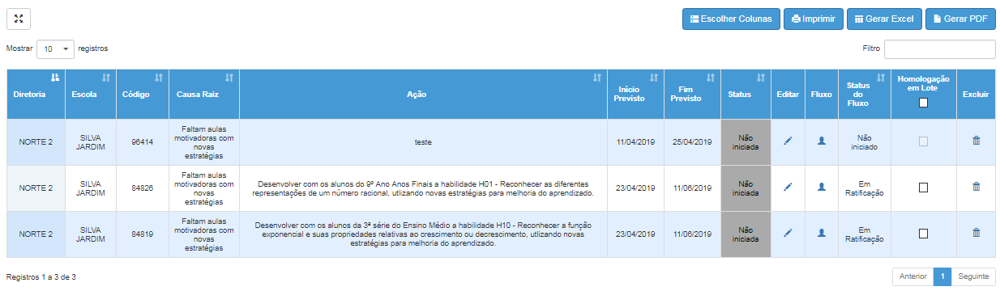 Escolher Colunas Imprimir Gerar Excel Gerar PDF
Mostrar 10 registros Filtro
Diretoria Escola Código Causa Raiz Ação Início Previsto Fim Previsto Status Editar Fluxo Status do Fluxo Homologação em Lote Excluir
NORTE 2
SILVA
JARDIM
96414
Faltam aulas
motivadoras com
novas
estratégias
teste
11/04/2019
25/04/2019
Não
iniciada
Não
iniciado
NORTE 2
SILVA
JARDIM
84826
Faltam aulas
motivadoras com
novas
estratégias
Desenvolver com os alunos do 9º Ano Anos Finais a habilidade H01 - Reconhecer as diferentes
representações de um número racional, utlizando novas estratégias para melhoria do aprendizado.
23/04/2019
11/06/2019
Não
iniciada
Em
Ratificação
NORTE 2
SILVA
JARDIM
84819
Faltam aulas
motivadoras com
novas
estratégias
Desenvolver com os alunos da 3ª série do Ensino Médio a habilidade H10 - Reconhecer a função
exponencial e suas propriedades relativas ao crescimento ou decrescimento, utlizando novas
estratégias para melhoria do aprendizado.
23/04/2019
11/06/2019
Não
iniciada
Em
Ratificação
Registros 1 a 3 de 3 Anterior 1 Seguinte